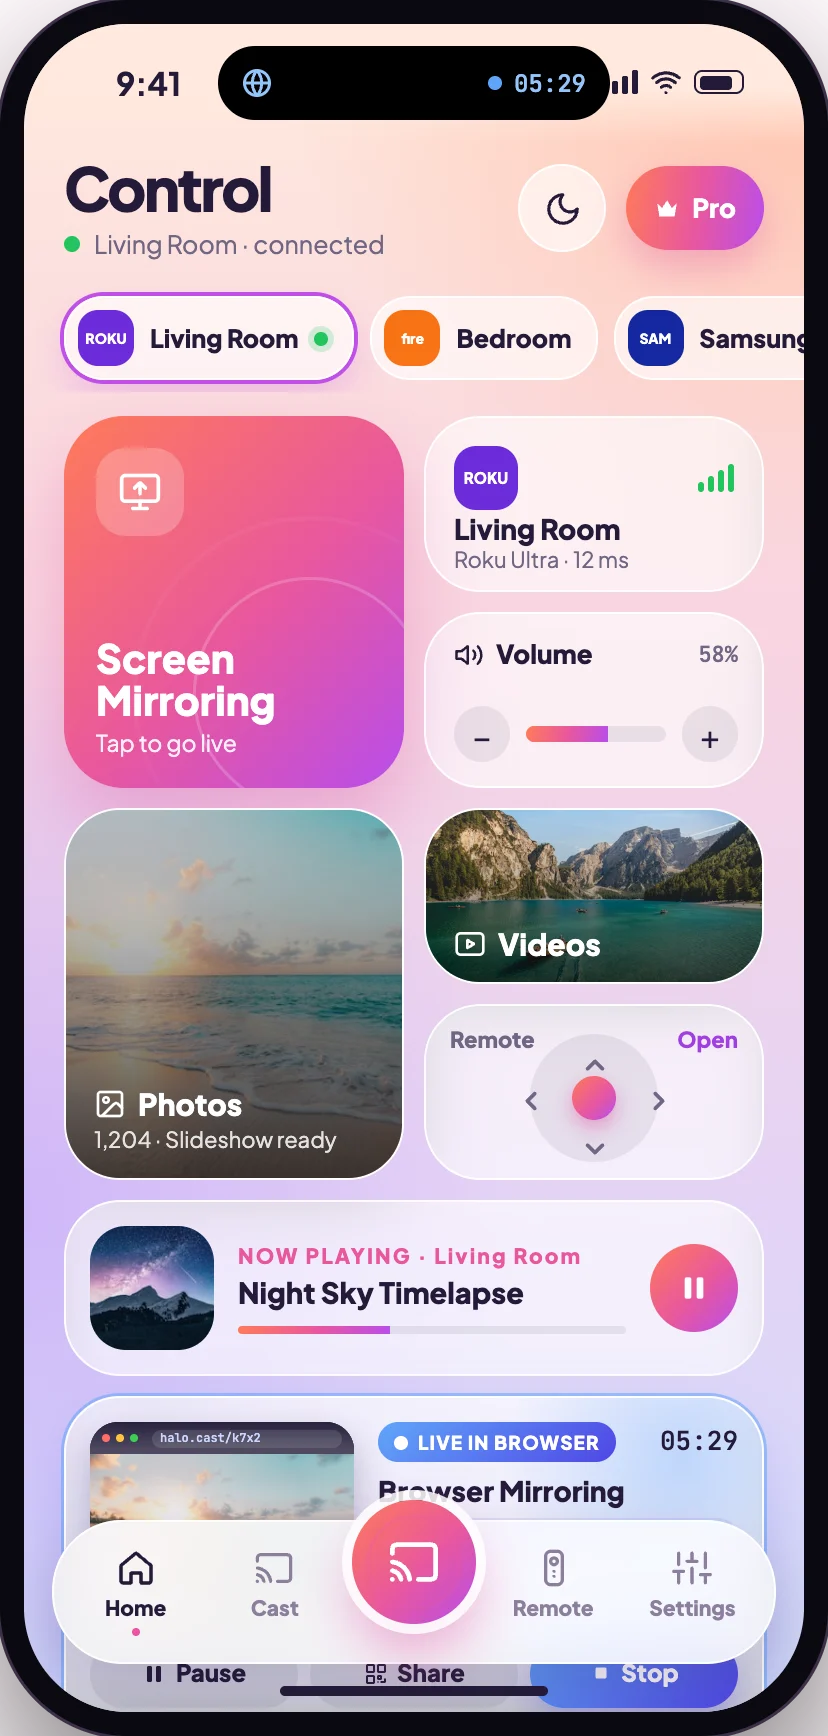 9:41
05:29
Control
Living Room · connected
Pro
ROKU Living Room
fire Bedroom
SAM Samsung
Screen
Mirroring
Tap to go live
ROKU
Living Room
Roku Ultra · 12 ms
Volume 58%
− +
Photos
1,204 · Slideshow ready
Videos
Remote Open
NOW PLAYING · Living Room
Night Sky Timelapse
halo.cast/k7x2
LIVE IN BROWSER 05:29
Browser Mirroring
Home
Cast
Remote
Settings
Pause
Share
Stop